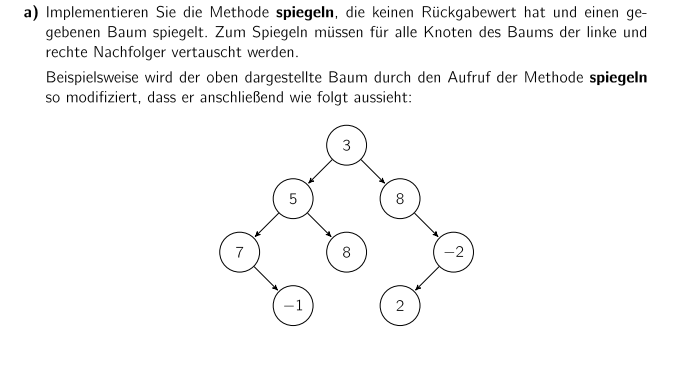 a) Implementieren Sie die Methode spiegeln, die keinen Rückgabewert hat und einen ge-
gebenen Baum spiegelt. Zum Spiegeln müssen für alle Knoten des Baums der linke und
rechte Nachfolger vertauscht werden.
Beispielsweise wird der oben dargestellte Baum durch den Aufruf der Methode spiegeln
so modifiziert, dass er anschließend wie folgt aussieht:
3
5 8
7 8 −2
−1 2